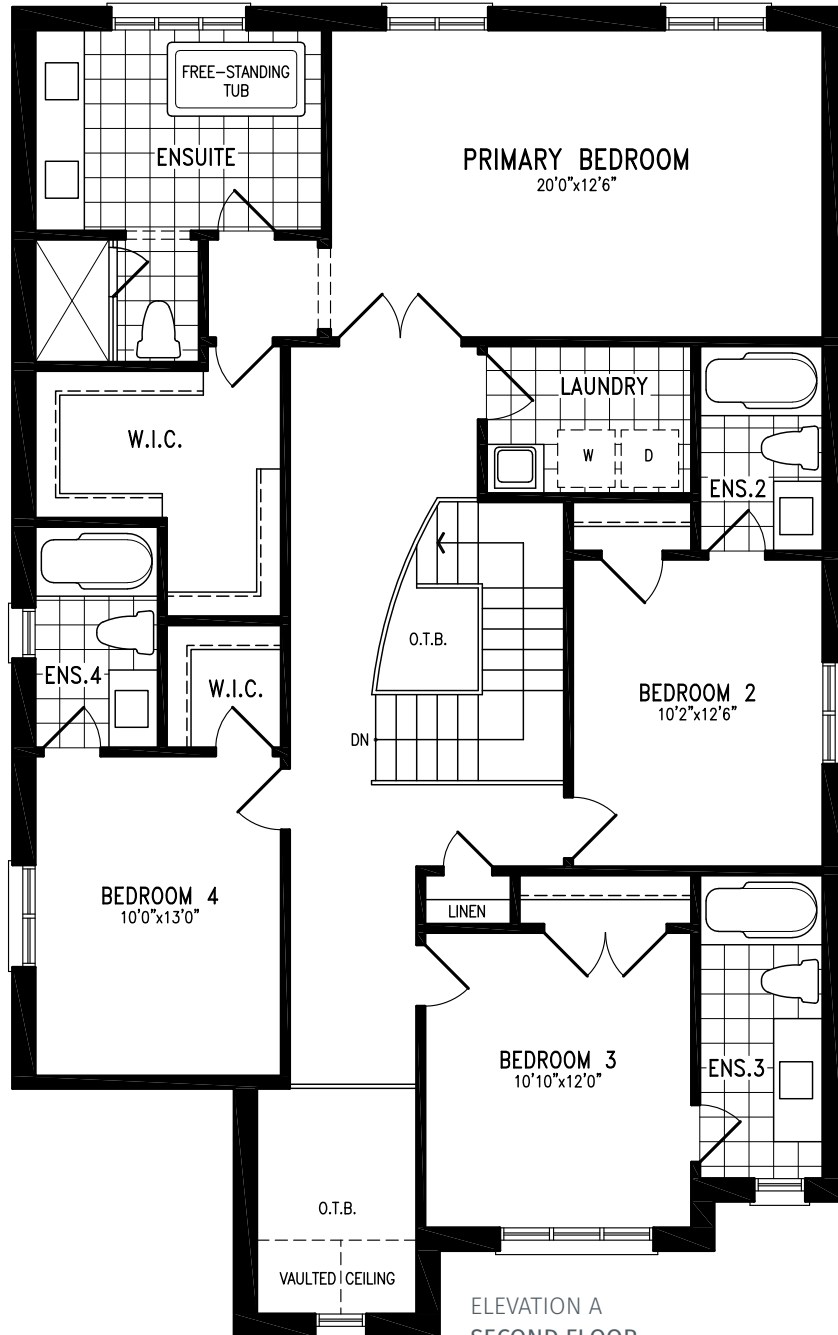 FREE-STANDING
TUB
ENSUITE
PRIMARY BEDROOM
20'0"x12'6"
LAUNDRY
W
D
W.I.C.
ENS.2
O.T.B.
ENS.4
W.I.C.
BEDROOM 2
10'2"x12'6"
DN
BEDROOM 4
10'0"x13'0"
LINEN
BEDROOM 3
10'10"x12'0"
ENS.3
O.T.B.
VAULTED CEILING
ELEVATION A
SECOND FLOOR